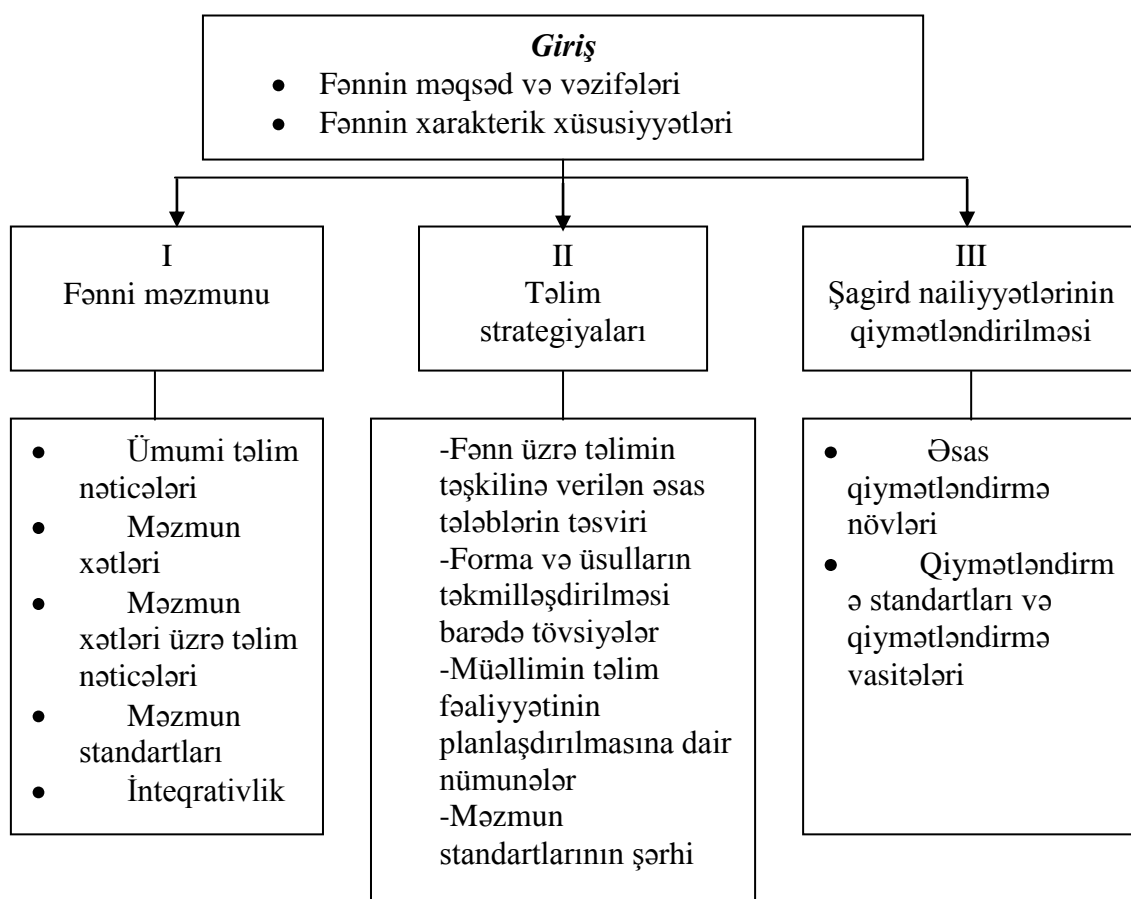 Giriş
• Fənnin məqsəd və vəzifələri
• Fənnin xarakterik xüsusiyyətləri
I
Fənni məzmunu
II
Təlim
strategiyaları
III
Şagird nailiyyətlərinin
qiymətləndirilməsi
• Ümumi təlim
nəticələri
• Məzmun
xətləri
• Məzmun
xətləri üzrə təlim
nəticələri
• Məzmun
standartları
• İnteqrativlik
-Fənn üzrə təlimin
təşkilinə verilən əsas
tələblərin təsviri
-Forma və üsulların
təkmilləşdirilməsi
barədə tövsiyələr
-Müəllimin təlim
fəaliyyətinin
planlaşdırılmasına dair
nümunələr
-Məzmun
standartlarının şərhi
• Əsas
qiymətləndirmə
növləri
• Qiymətləndirm
ə standartları və
qiymətləndirmə
vasitələri